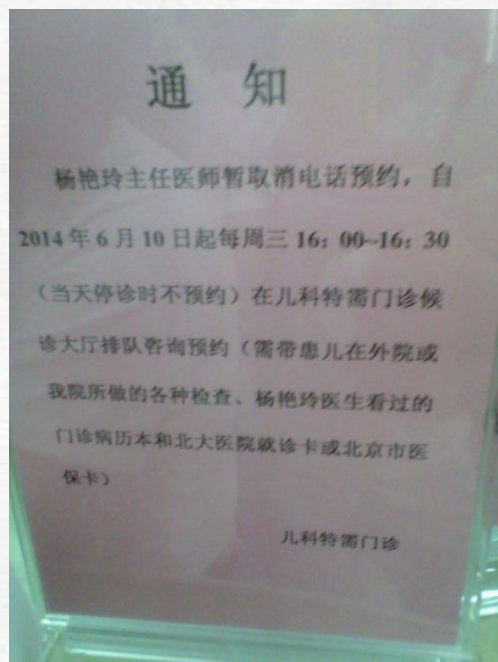 通 知
杨艳玲主任医师暂取消电话预约，自
2014年6月10日起每周三16：00~16：30
（当天停诊时不预约）在儿科特需门诊候
诊大厅排队咨询预约（需带患儿在外院或
我院所做的各种检查、杨艳玲医生看过的
门诊病历本和北大医院就诊卡或北京市医
保卡）
儿科特需门诊